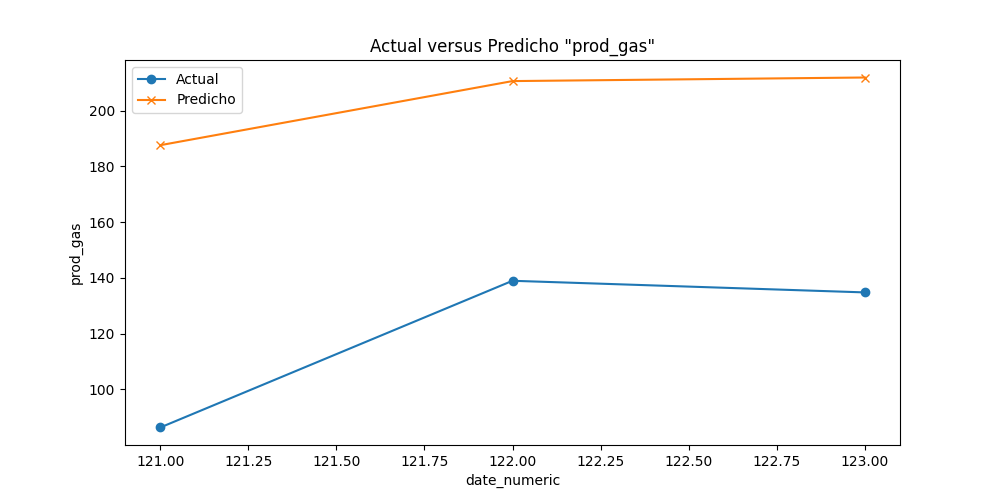 Actual versus Predicho "prod_gas"
Actual
Predicho
prod_gas
200
180
160
140
120
100
121.00 121.25 121.50 121.75 122.00 122.25 122.50 122.75 123.00
date_numeric